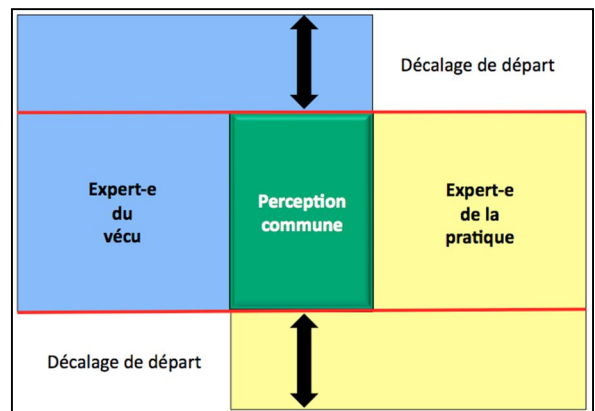 Décalage de départ
Expert-e
du
vécu
Perception
commune
Expert-e
de la
pratique
Décalage de départ